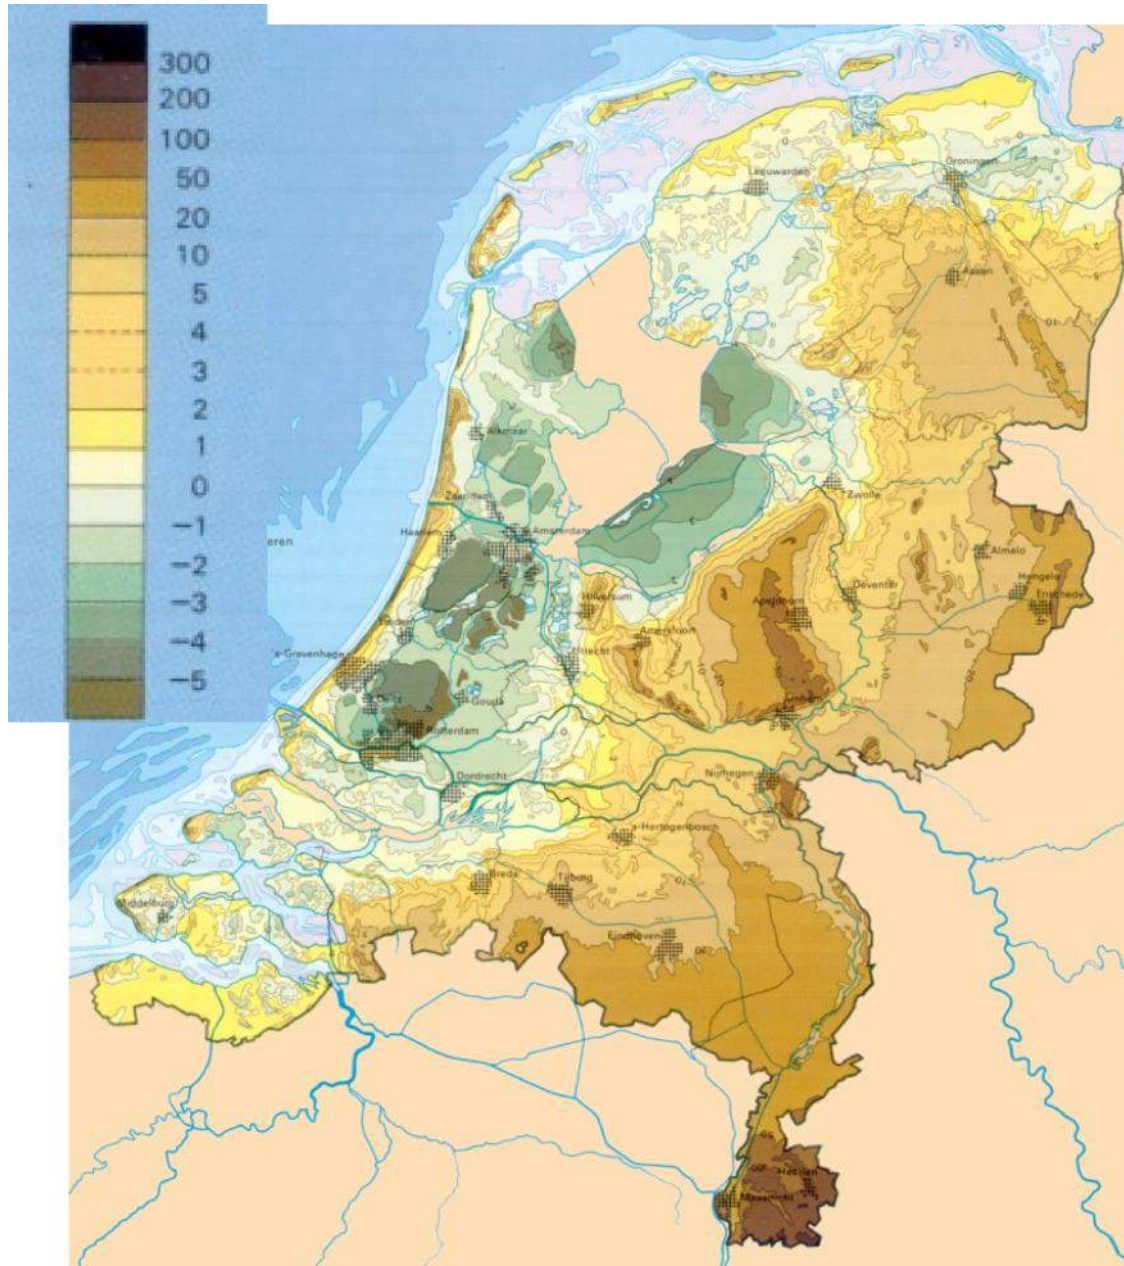 300
200
100
50
20
10
5
4
3
2
1
0
-1
-2
-3
-4
-5
Groningen
Leeuwarden
Assen
Alkmaar
Zaandam
Zwolle
Haarlem
Amsterdam
eren
Almelo
Hengelo
Enschede
Deventer
Hilversum
Apeldoorn
Leiden
Amersfoort
's-Gravenhage
Utrecht
Delft
Gouda
Arnhem
Rotterdam
Dordrecht
Nijmegen
's-Hertogenbosch
Breda
Tilburg
Middelburg
Eindhoven
Heerlen
Maastricht